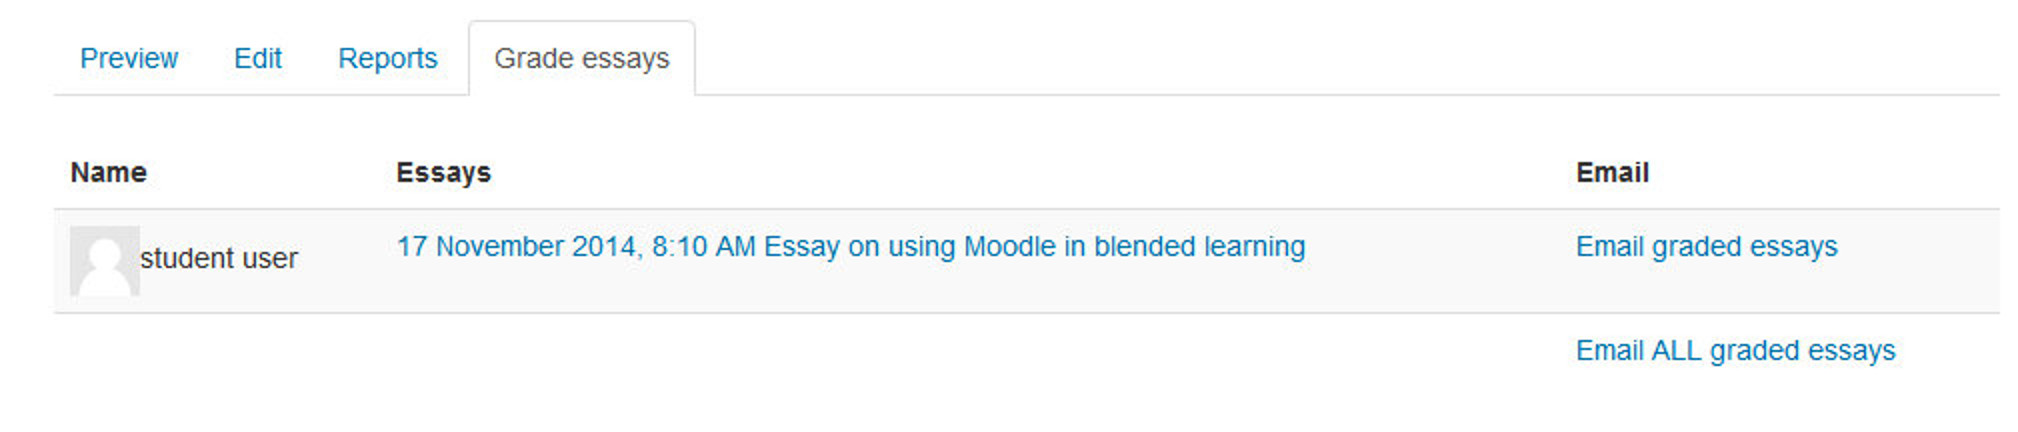 Preview Edit Reports Grade essays
Name Essays Email
student user 17 November 2014, 8:10 AM Essay on using Moodle in blended learning Email graded essays
Email ALL graded essays